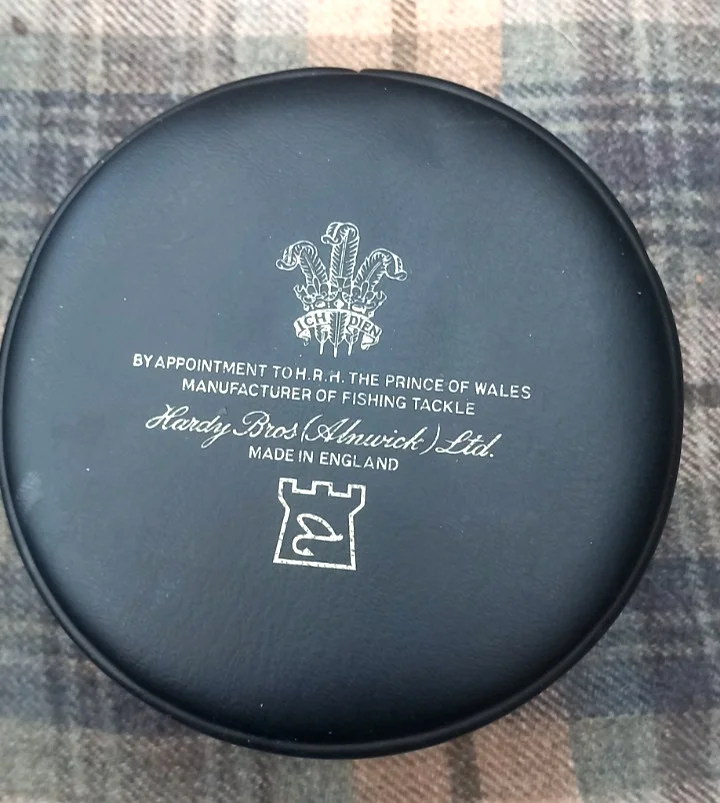 ICH DIEN
BY APPOINTMENT TO H.R.H. THE PRINCE OF WALES
MANUFACTURER OF FISHING TACKLE
Hardy Bros (Alnwick) Ltd.
MADE IN ENGLAND